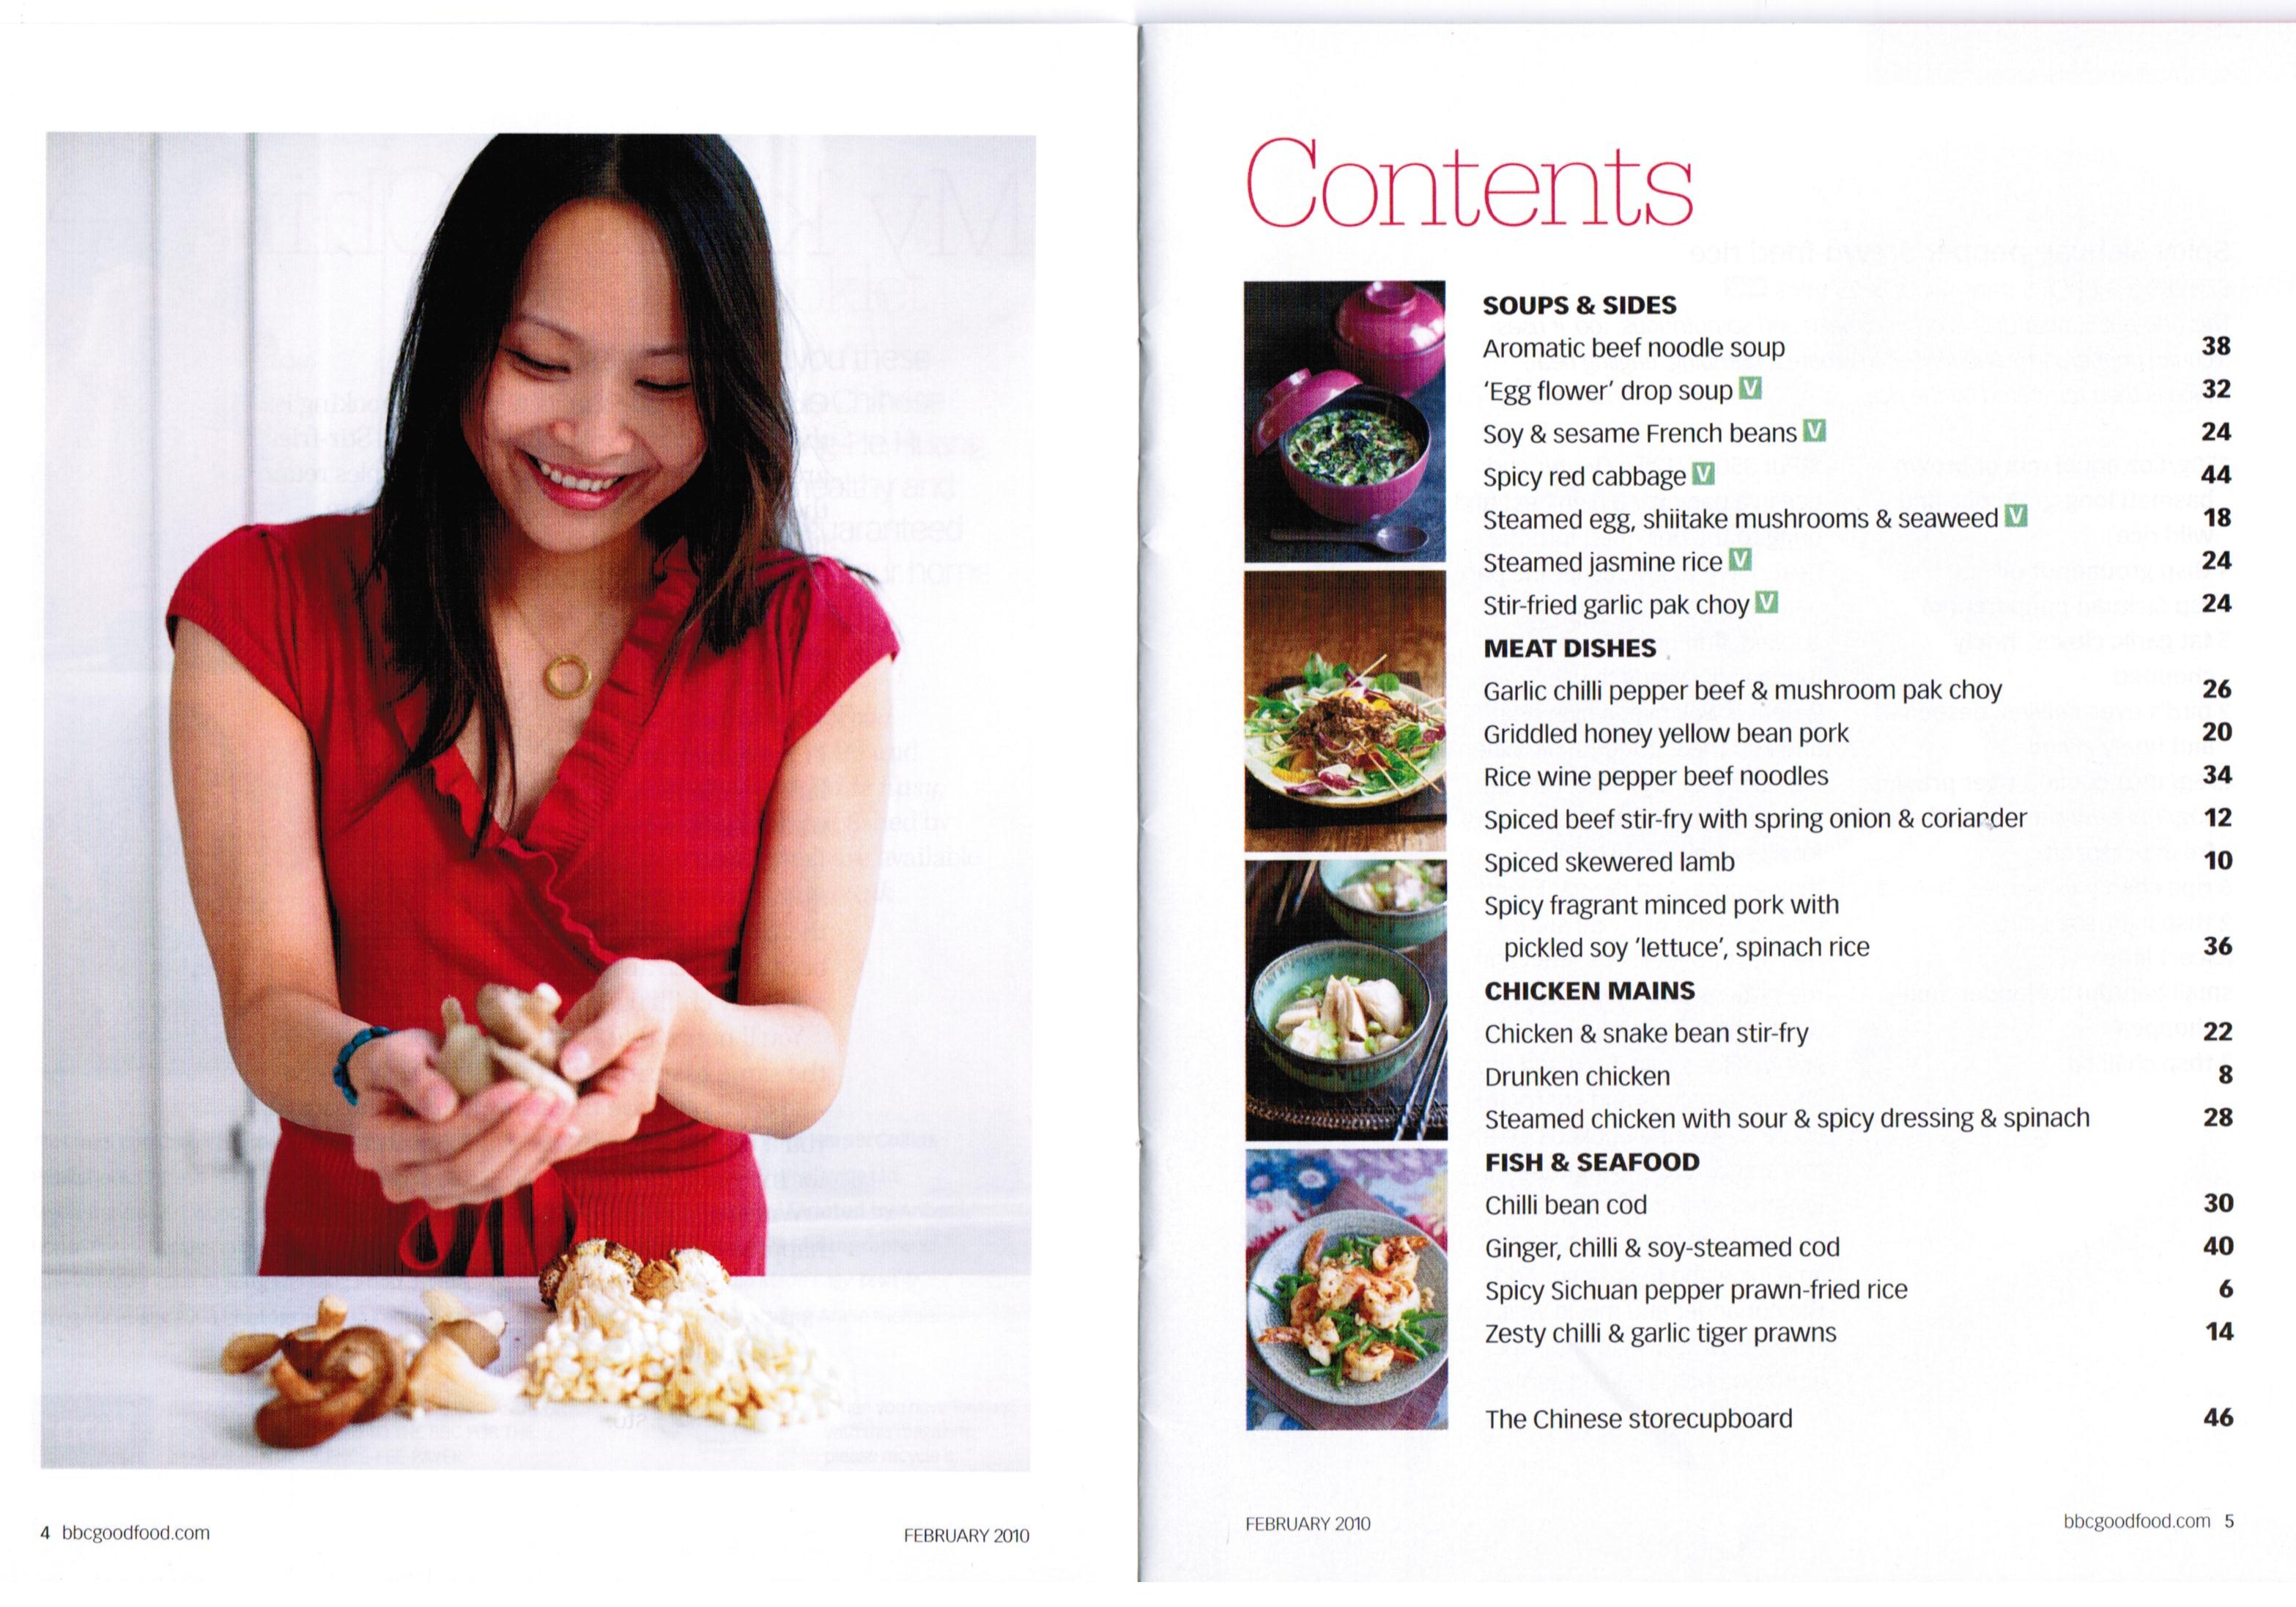 4 bbcgoodfood.com
FEBRUARY 2010
Contents
SOUPS & SIDES
Aromatic beef noodle soup 38
‘Egg flower’ drop soup V 32
Soy & sesame French beans V 24
Spicy red cabbage V 44
Steamed egg, shiitake mushrooms & seaweed V 18
Steamed jasmine rice V 24
Stir-fried garlic pak choy V 24
MEAT DISHES
Garlic chilli pepper beef & mushroom pak choy 26
Griddled honey yellow bean pork 20
Rice wine pepper beef noodles 34
Spiced beef stir-fry with spring onion & coriander 12
Spiced skewered lamb 10
Spicy fragrant minced pork with
pickled soy ‘lettuce’, spinach rice 36
CHICKEN MAINS
Chicken & snake bean stir-fry 22
Drunken chicken 8
Steamed chicken with sour & spicy dressing & spinach 28
FISH & SEAFOOD
Chilli bean cod 30
Ginger, chilli & soy-steamed cod 40
Spicy Sichuan pepper prawn-fried rice 6
Zesty chilli & garlic tiger prawns 14
The Chinese storecupboard 46
FEBRUARY 2010
bbcgoodfood.com 5